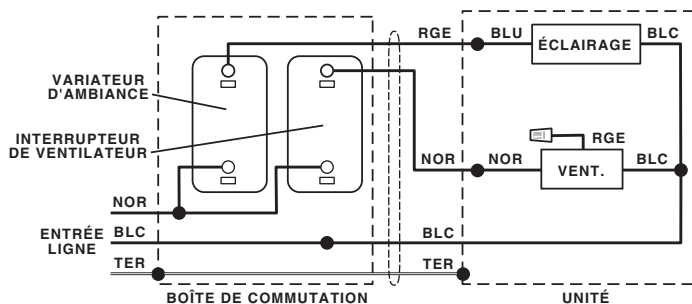 RGE
BLU
ÉCLAIRAGE
BLC
VARIATEUR
D'AMBIANCE
INTERRUPTEUR
DE VENTILATEUR
RGE
NOR
NOR
VENT.
BLC
NOR
ENTRÉE
LIGNE
BLC
BLC
TER
TER
BOÎTE DE COMMUTATION
UNITÉ